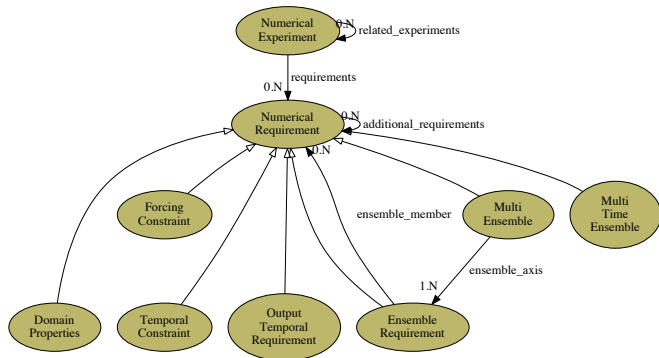 Numerical
Experiment
0.N
related_experiments
requirements
0.N
Numerical
Requirement
0.N
additional_requirements
0.N
Forcing
Constraint
ensemble_member
Multi
Ensemble
Multi
Time
Ensemble
ensemble_axis
1.N
Domain
Properties
Temporal
Constraint
Output
Temporal
Requirement
Ensemble
Requirement